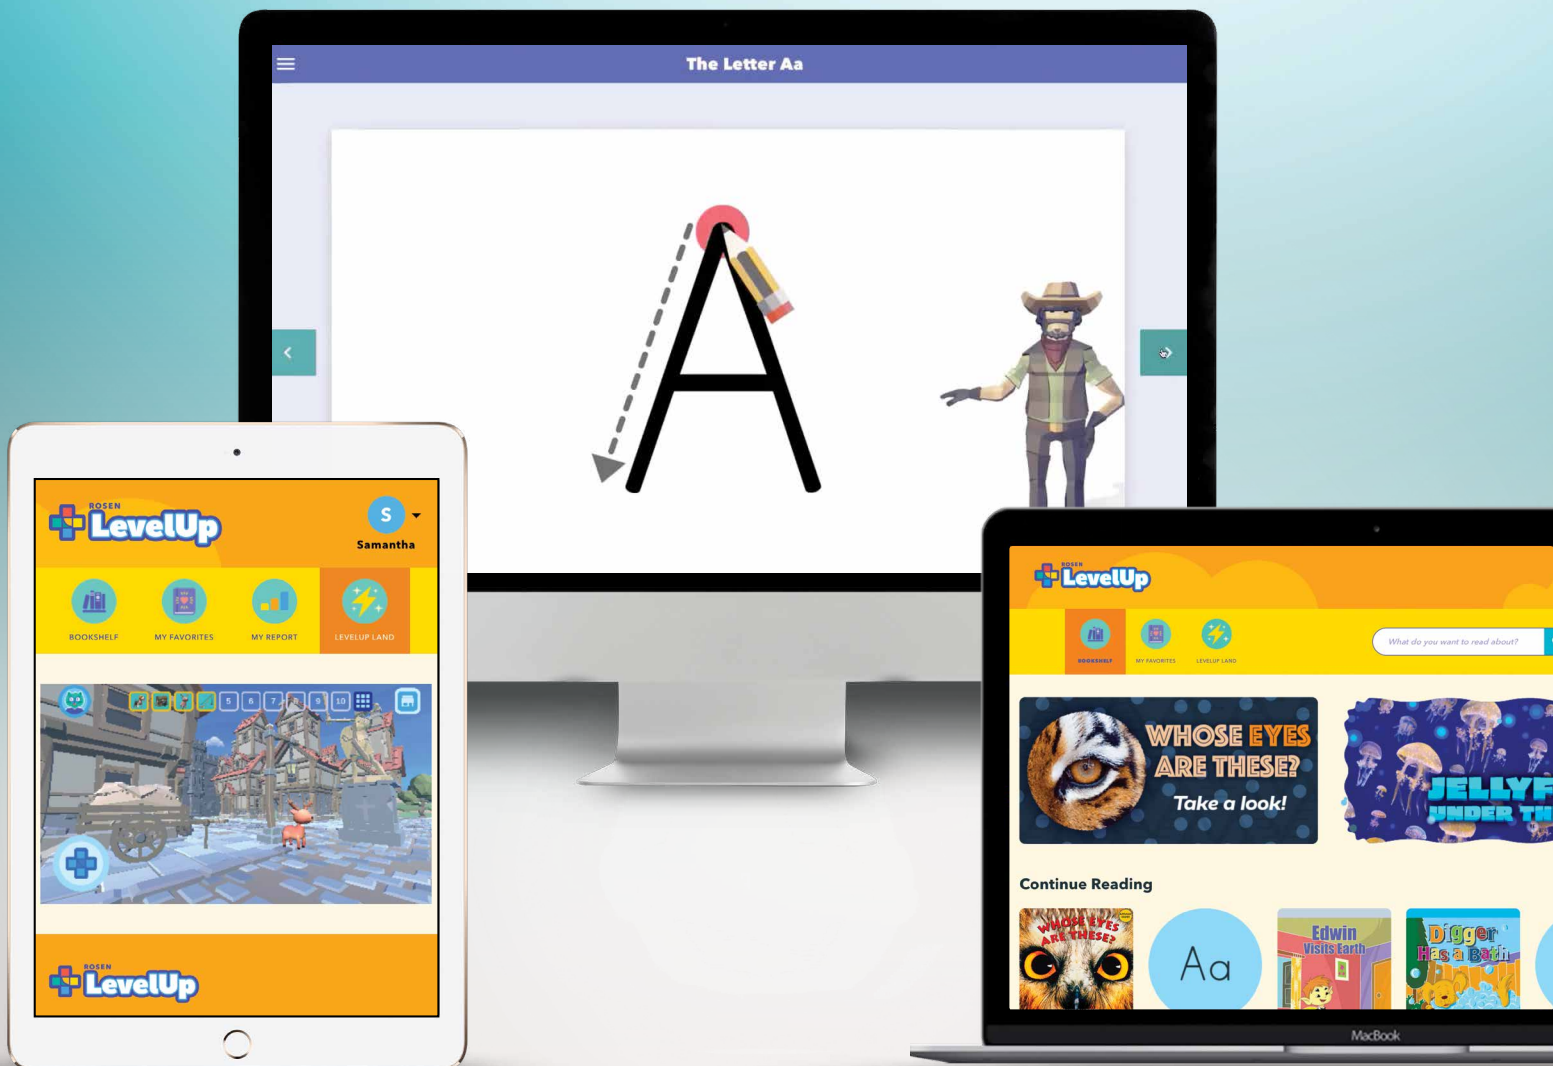 The Letter Aa
A
ROSEN
LevelUp
S
Samantha
BOOKSHELF
MY FAVORITES
MY REPORT
LEVELUP LAND
5 6 7 8 9 10
ROSEN
LevelUp
ROSEN
LevelUp
BOOKSHELF
MY FAVORITES
LEVELUP LAND
What do you want to read about?
WHOSE EYES
ARE THESE?
Take a look!
JELLYF
UNDER TH
Continue Reading
WHOSE EYES
ARE THESE?
Aa
Edwin
Visits Earth
Digger
Has a Bath
MacBook